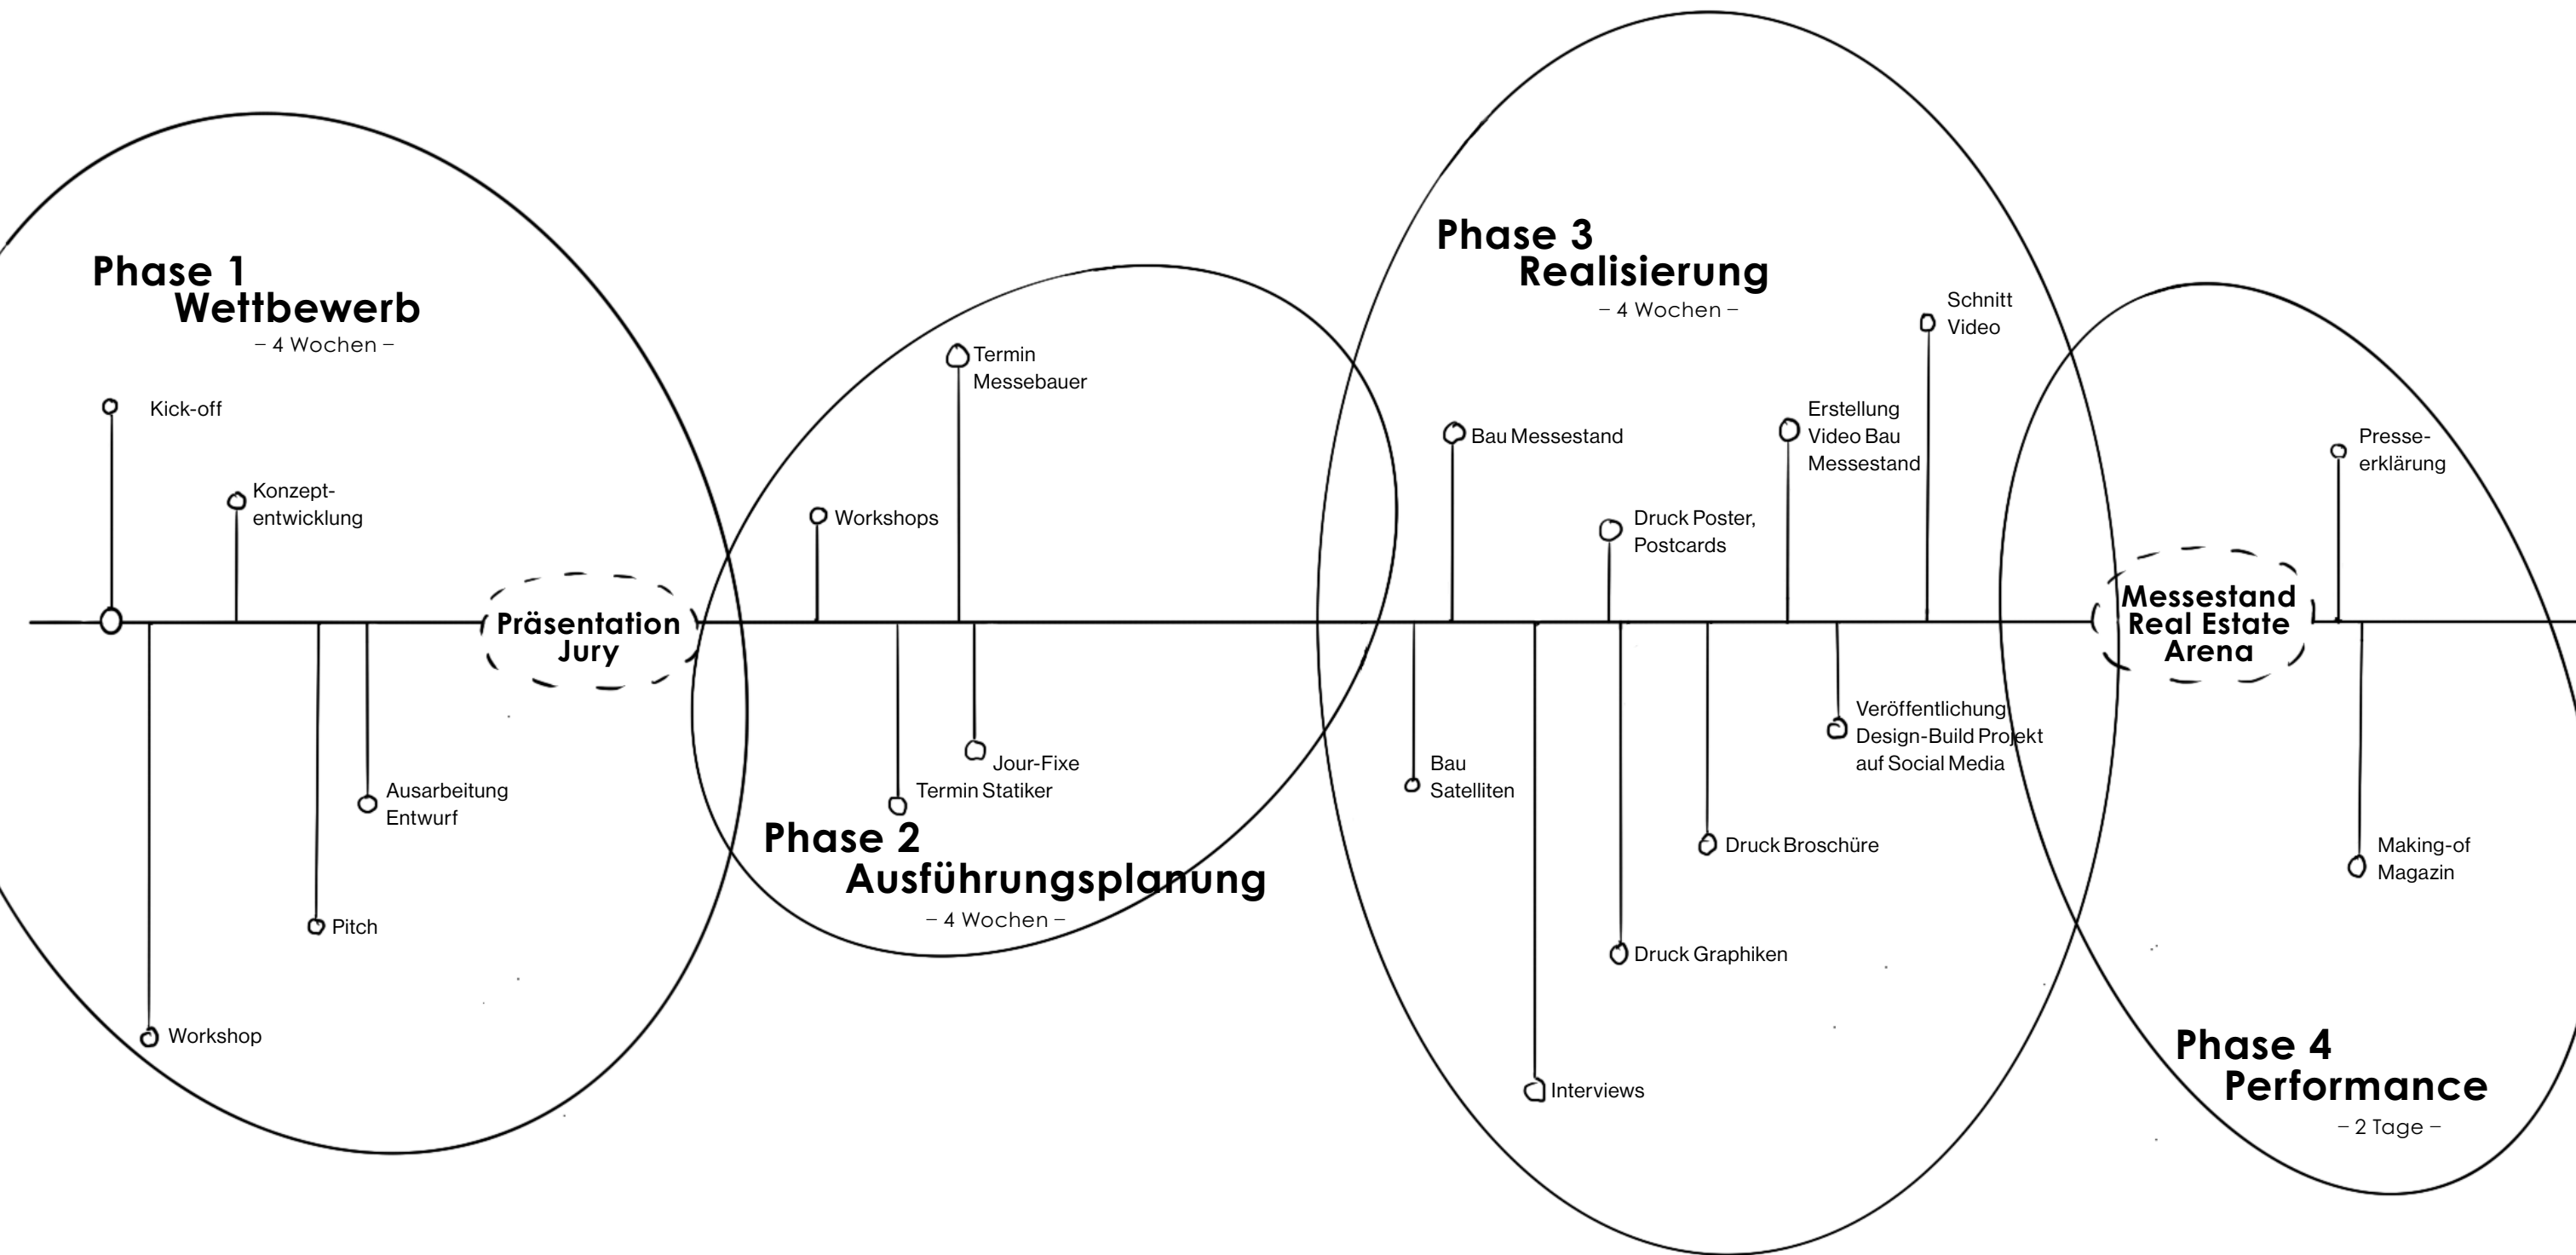 Phase 1
Wettbewerb
– 4 Wochen –
Kick-off
Konzept-
entwicklung
Präsentation
Jury
Ausarbeitung
Entwurf
Pitch
Workshop
Termin
Messebauer
Workshops
Jour-Fixe
Termin Statiker
Phase 2
Ausführungsplanung
– 4 Wochen –
Phase 3
Realisierung
– 4 Wochen –
Schnitt
Video
Bau Messestand
Erstellung
Video Bau
Messestand
Druck Poster,
Postcards
Bau
Satelliten
Veröffentlichung
Design-Build Projekt
auf Social Media
Druck Broschüre
Druck Graphiken
Interviews
Presse-
erklärung
Messestand
Real Estate
Arena
Making-of
Magazin
Phase 4
Performance
– 2 Tage –